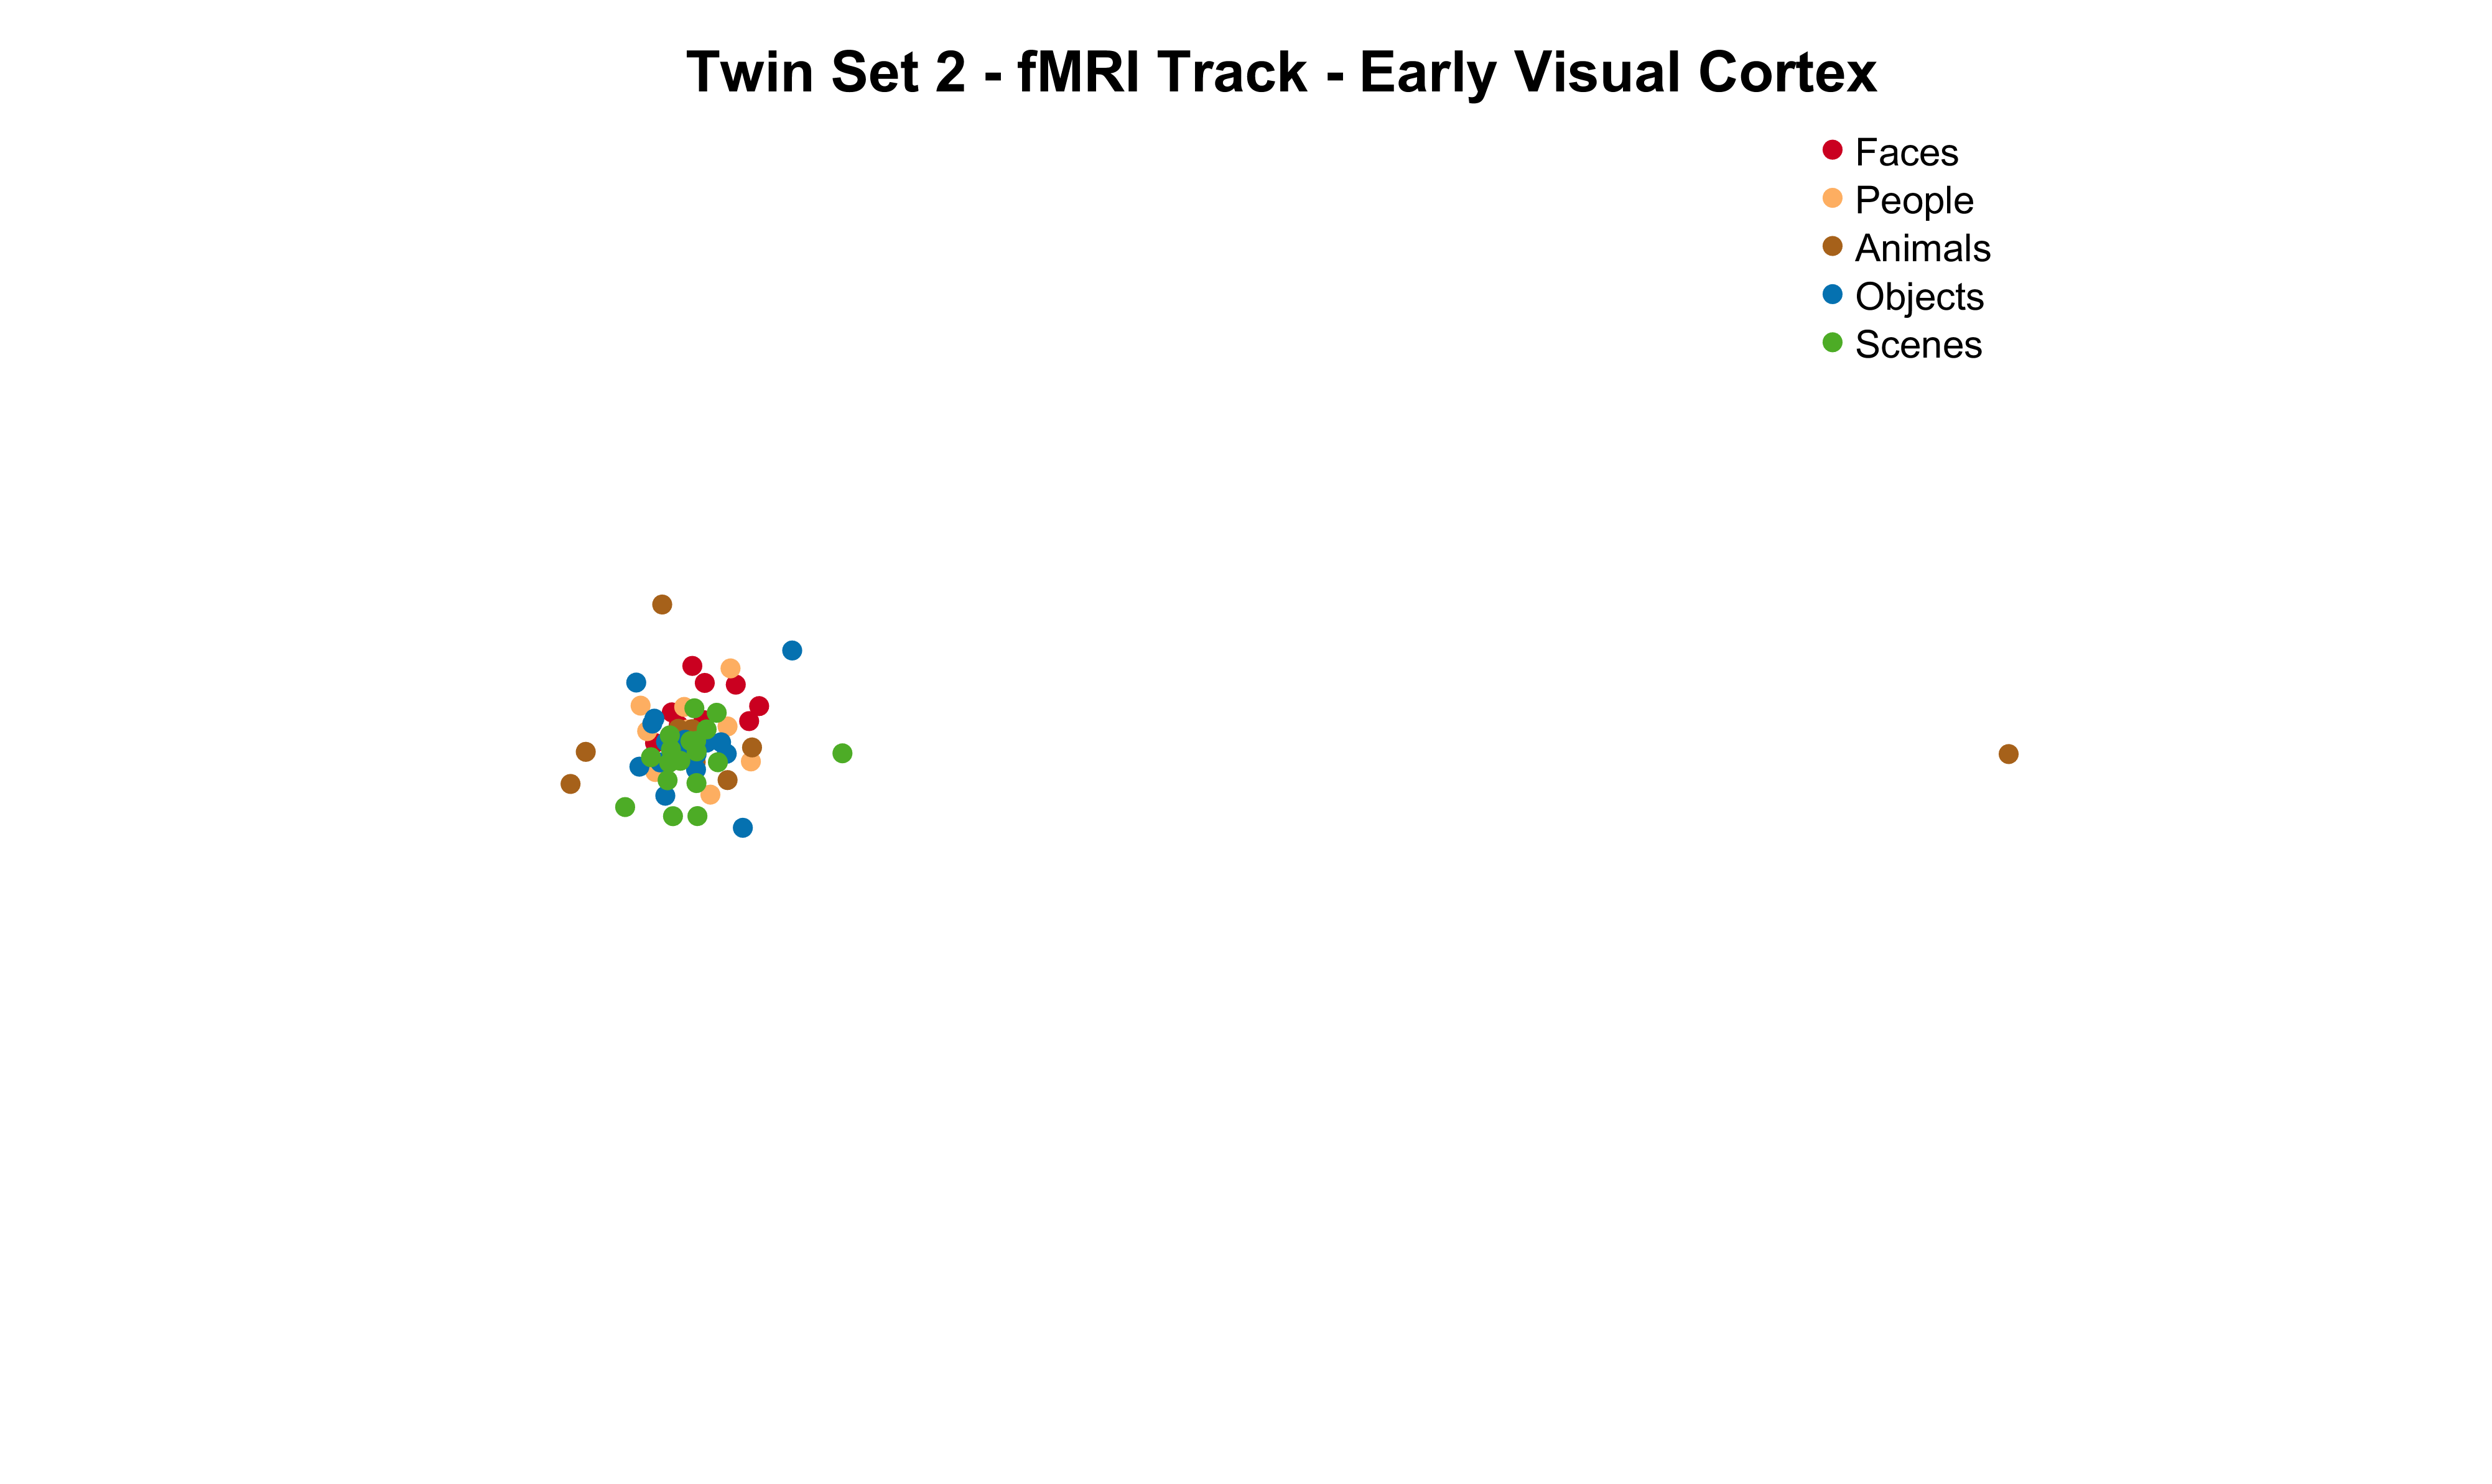 Twin Set 2 - fMRI Track - Early Visual Cortex
Faces
People
Animals
Objects
Scenes